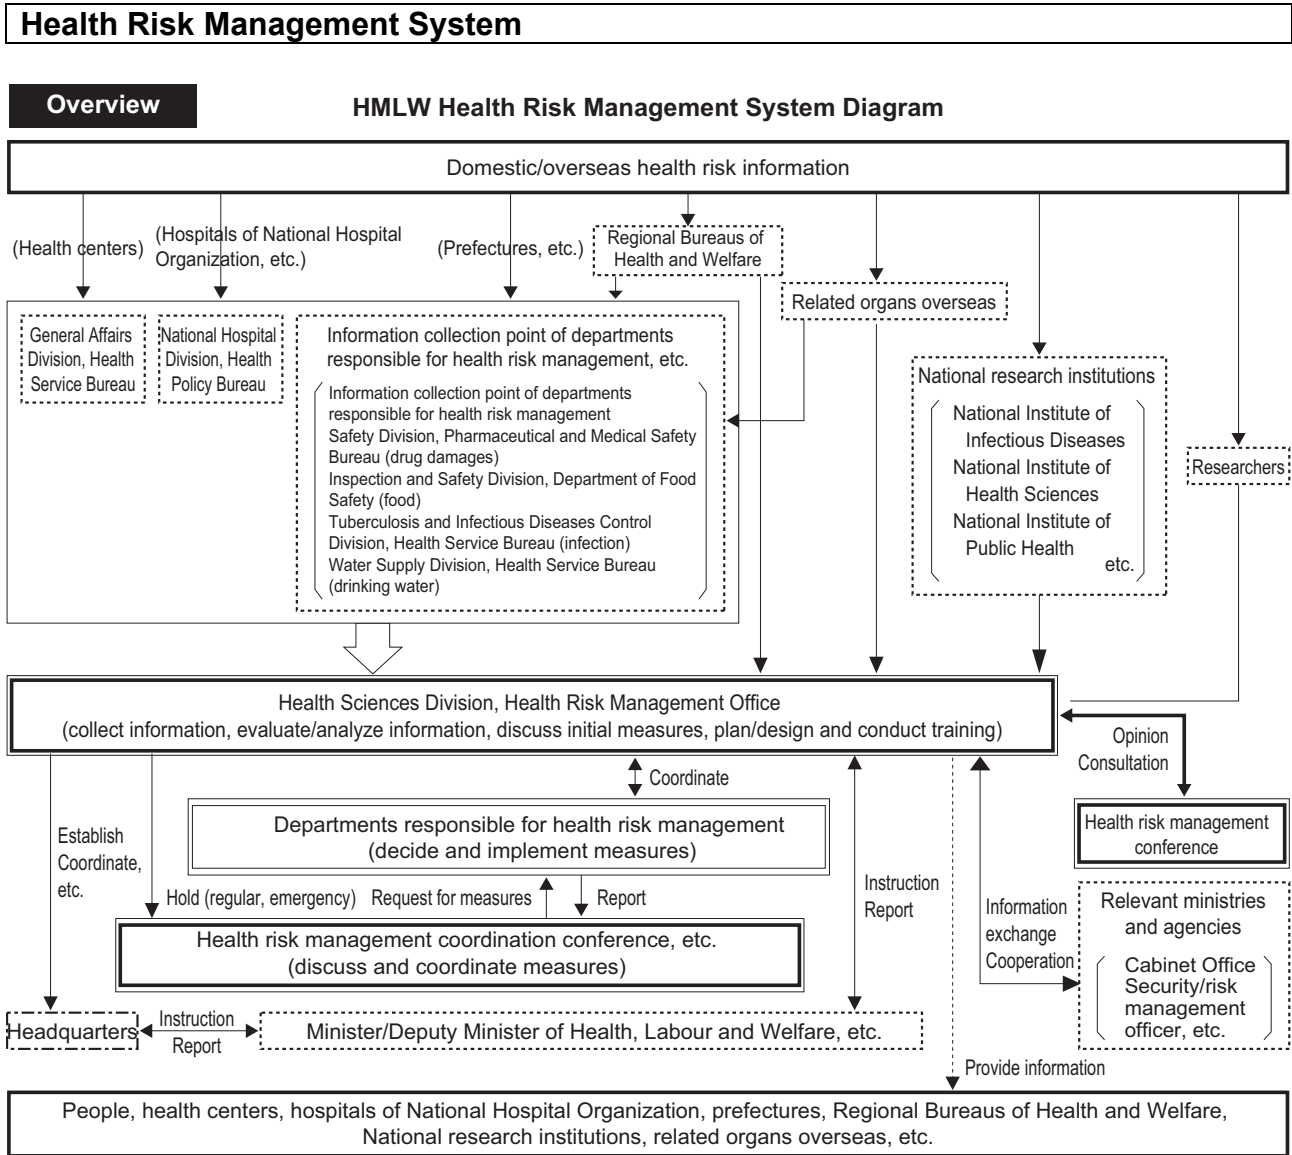 Health Risk Management System
Overview
HMLW Health Risk Management System Diagram
Domestic/overseas health risk information
(Health centers)
(Hospitals of National Hospital
Organization, etc.)
(Prefectures, etc.)
Regional Bureaus of
Health and Welfare
Related organs overseas
General Affairs
Division, Health
Service Bureau
National Hospital
Division, Health
Policy Bureau
Information collection point of departments
responsible for health risk management, etc.
Information collection point of departments
responsible for health risk management
Safety Division, Pharmaceutical and Medical Safety
Bureau (drug damages)
Inspection and Safety Division, Department of Food
Safety (food)
Tuberculosis and Infectious Diseases Control
Division, Health Service Bureau (infection)
Water Supply Division, Health Service Bureau
(drinking water)
National research institutions
National Institute of
Infectious Diseases
National Institute of
Health Sciences
National Institute of
Public Health
etc.
Researchers
Health Sciences Division, Health Risk Management Office
(collect information, evaluate/analyze information, discuss initial measures, plan/design and conduct training)
Opinion
Consultation
Coordinate
Departments responsible for health risk management
(decide and implement measures)
Health risk management
conference
Establish
Coordinate,
etc.
Hold (regular, emergency)
Request for measures
Report
Instruction
Report
Information
exchange
Cooperation
Relevant ministries
and agencies
Cabinet Office
Security/risk
management
officer, etc.
Health risk management coordination conference, etc.
(discuss and coordinate measures)
Headquarters
Instruction
Report
Minister/Deputy Minister of Health, Labour and Welfare, etc.
Provide information
People, health centers, hospitals of National Hospital Organization, prefectures, Regional Bureaus of Health and Welfare,
National research institutions, related organs overseas, etc.